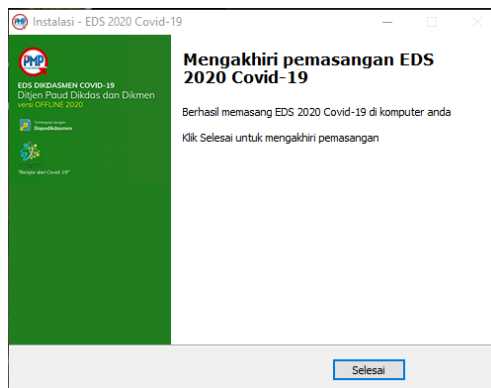 Instalasi - EDS 2020 Covid-19
PMP
EDS DIKDASMEN COVID-19
Ditjen Paud Dikdas dan Dikmen
versi OFFLINE 2020
Terintegrasi dengan
Dapodikdasmen
"Belajar dari Covid-19"
Mengakhiri pemasangan EDS
2020 Covid-19
Berhasil memasang EDS 2020 Covid-19 di komputer anda
Klik Selesai untuk mengakhiri pemasangan
Selesai